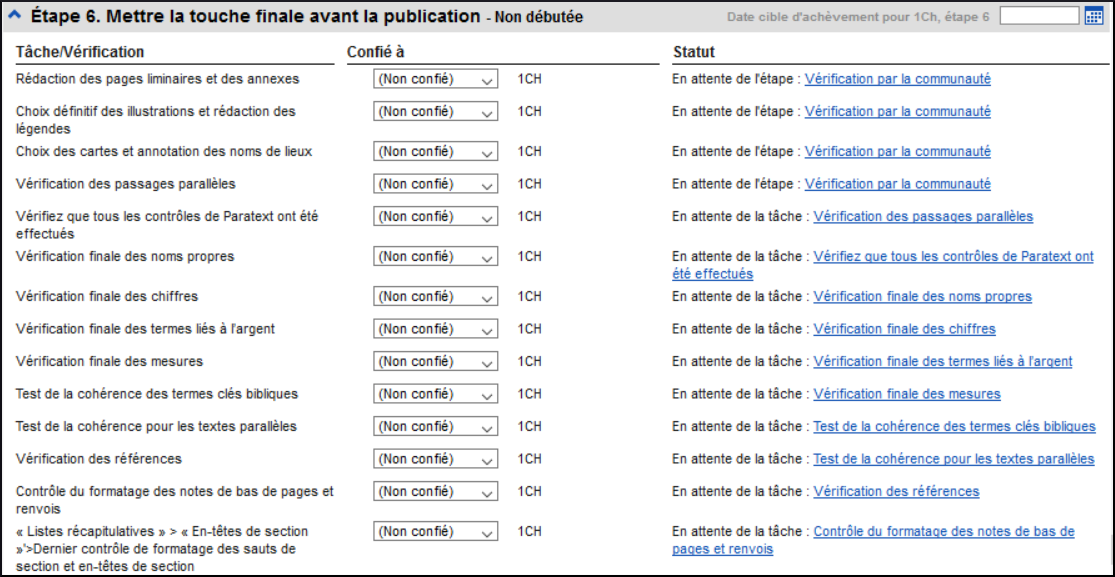 Étape 6. Mettre la touche finale avant la publication - Non débutée Date cible d'achèvement pour 1Ch, étape 6
Tâche/Vérification Confié à Statut
Rédaction des pages liminaires et des annexes (Non confié) 1CH En attente de l'étape : Vérification par la communauté
Choix définitif des illustrations et rédaction des (Non confié) 1CH En attente de l'étape : Vérification par la communauté
légendes
Choix des cartes et annotation des noms de lieux (Non confié) 1CH En attente de l'étape : Vérification par la communauté
Vérification des passages parallèles (Non confié) 1CH En attente de l'étape : Vérification par la communauté
Vérifiez que tous les contrôles de Paratext ont été (Non confié) 1CH En attente de la tâche : Vérification des passages parallèles
effectués
Vérification finale des noms propres (Non confié) 1CH En attente de la tâche : Vérifiez que tous les contrôles de Paratext ont
été effectués
Vérification finale des chiffres (Non confié) 1CH En attente de la tâche : Vérification finale des noms propres
Vérification finale des termes liés à l'argent (Non confié) 1CH En attente de la tâche : Vérification finale des chiffres
Vérification finale des mesures (Non confié) 1CH En attente de la tâche : Vérification finale des termes liés à l'argent
Test de la cohérence des termes clés bibliques (Non confié) 1CH En attente de la tâche : Vérification finale des mesures
Test de la cohérence pour les textes parallèles (Non confié) 1CH En attente de la tâche : Test de la cohérence des termes clés bibliques
Vérification des références (Non confié) 1CH En attente de la tâche : Test de la cohérence pour les textes parallèles
Contrôle du formatage des notes de bas de pages et (Non confié) 1CH En attente de la tâche : Vérification des références
renvois
« Listes récapitulatives » > « En-têtes de section (Non confié) 1CH En attente de la tâche : Contrôle du formatage des notes de bas de
»'>Dernier contrôle de formatage des sauts de pages et renvois
section et en-têtes de section